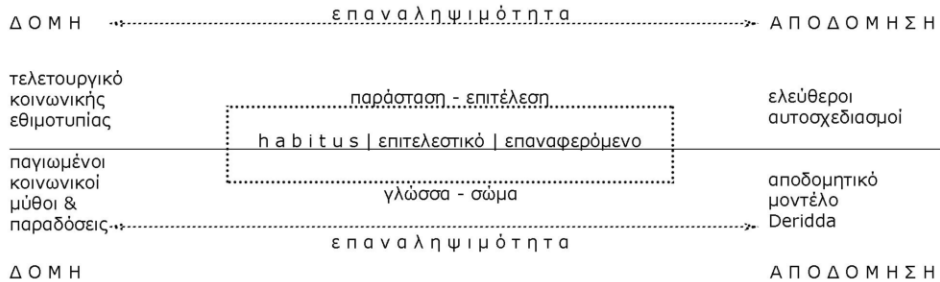 ΔΟΜΗ
επαναληψιμότητα
ΑΠΟΔΟΜΗΣΗ
τελετουργικό
κοινωνικής
εθιμοτυπίας
παράσταση - επιτέλεση
ελεύθεροι
αυτοσχεδιασμοί
habitus | επιτελεστικό | επαναφερόμενο
παγιωμένοι
κοινωνικοί
μύθοι &
παραδόσεις
γλώσσα - σώμα
αποδομητικό
μοντέλο
Deridda
επαναληψιμότητα
ΔΟΜΗ
ΑΠΟΔΟΜΗΣΗ